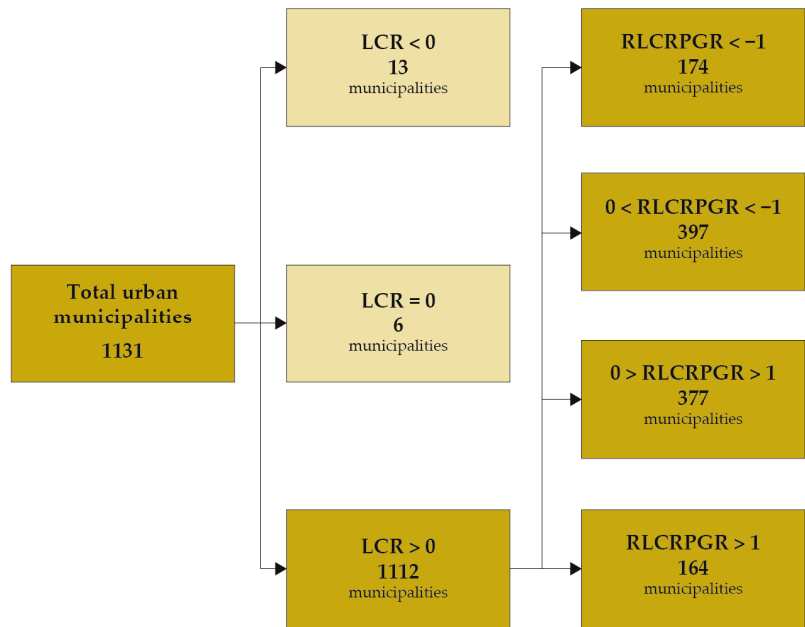 Total urban
municipalities
1131
LCR < 0
13
municipalities
LCR = 0
6
municipalities
LCR > 0
1112
municipalities
RLCRPGR < −1
174
municipalities
0 < RLCRPGR < −1
397
municipalities
0 > RLCRPGR > 1
377
municipalities
RLCRPGR > 1
164
municipalities